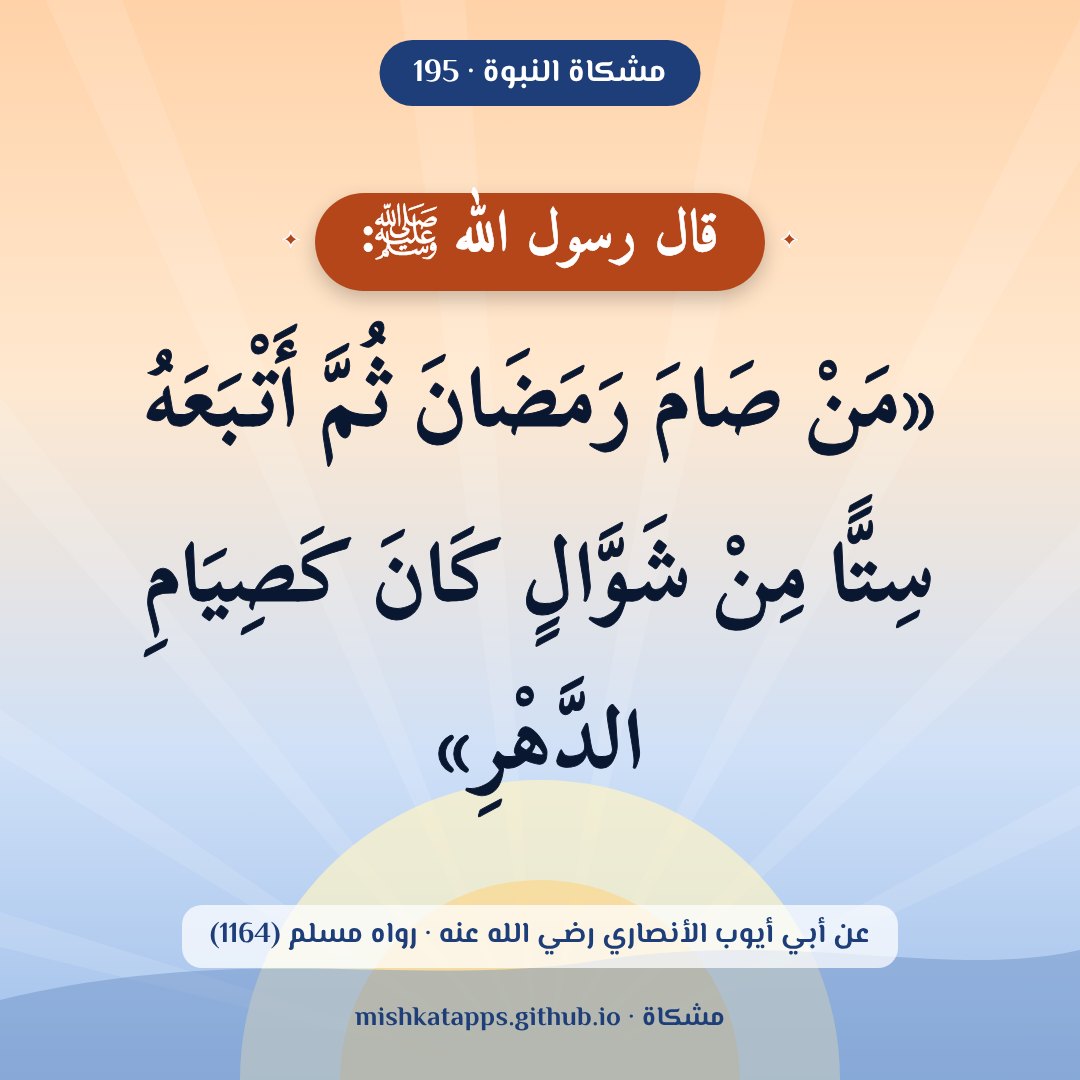 مشكاة النبوة · 195
قال رسول الله ﷺ:
«مَنْ صَامَ رَمَضَانَ ثُمَّ أَتْبَعَهُ
سِتًّا مِنْ شَوَّالٍ كَانَ كَصِيَامِ
الدَّهْرِ»
عن أبي أيوب الأنصاري رضي الله عنه · رواه مسلم (1164)
مشكاة · mishkatapps.github.io